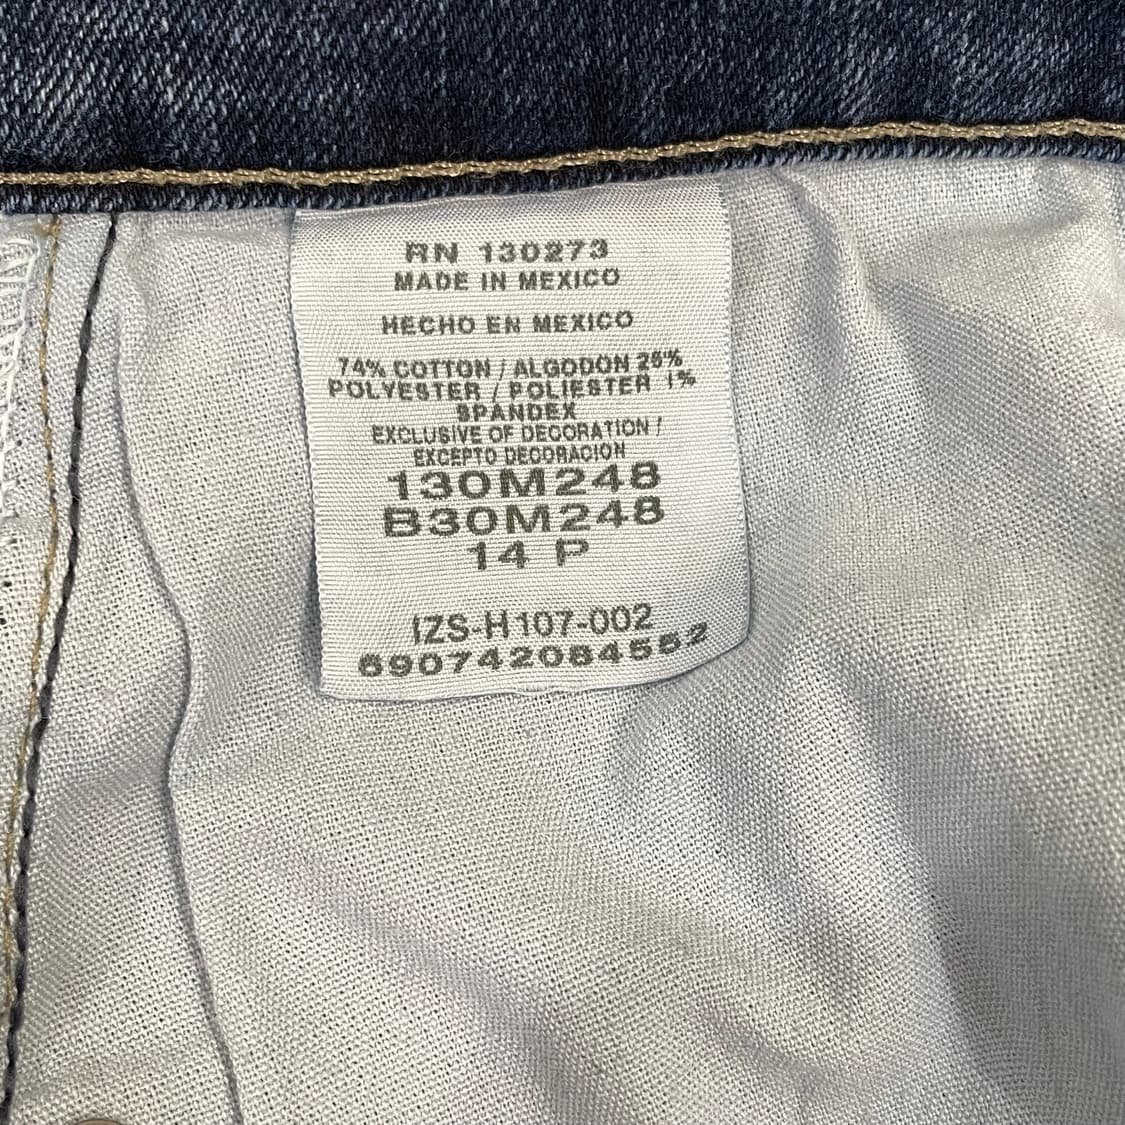 RN 130273
MADE IN MEXICO
HECHO EN MEXICO
74% COTTON / ALGODON 25%
POLYESTER / POLIESTER 1%
SPANDEX
EXCLUSIVE OF DECORATION /
EXCEPTO DECORACION
130M248
B30M248
14 P
IZS-H107-002
690742084552